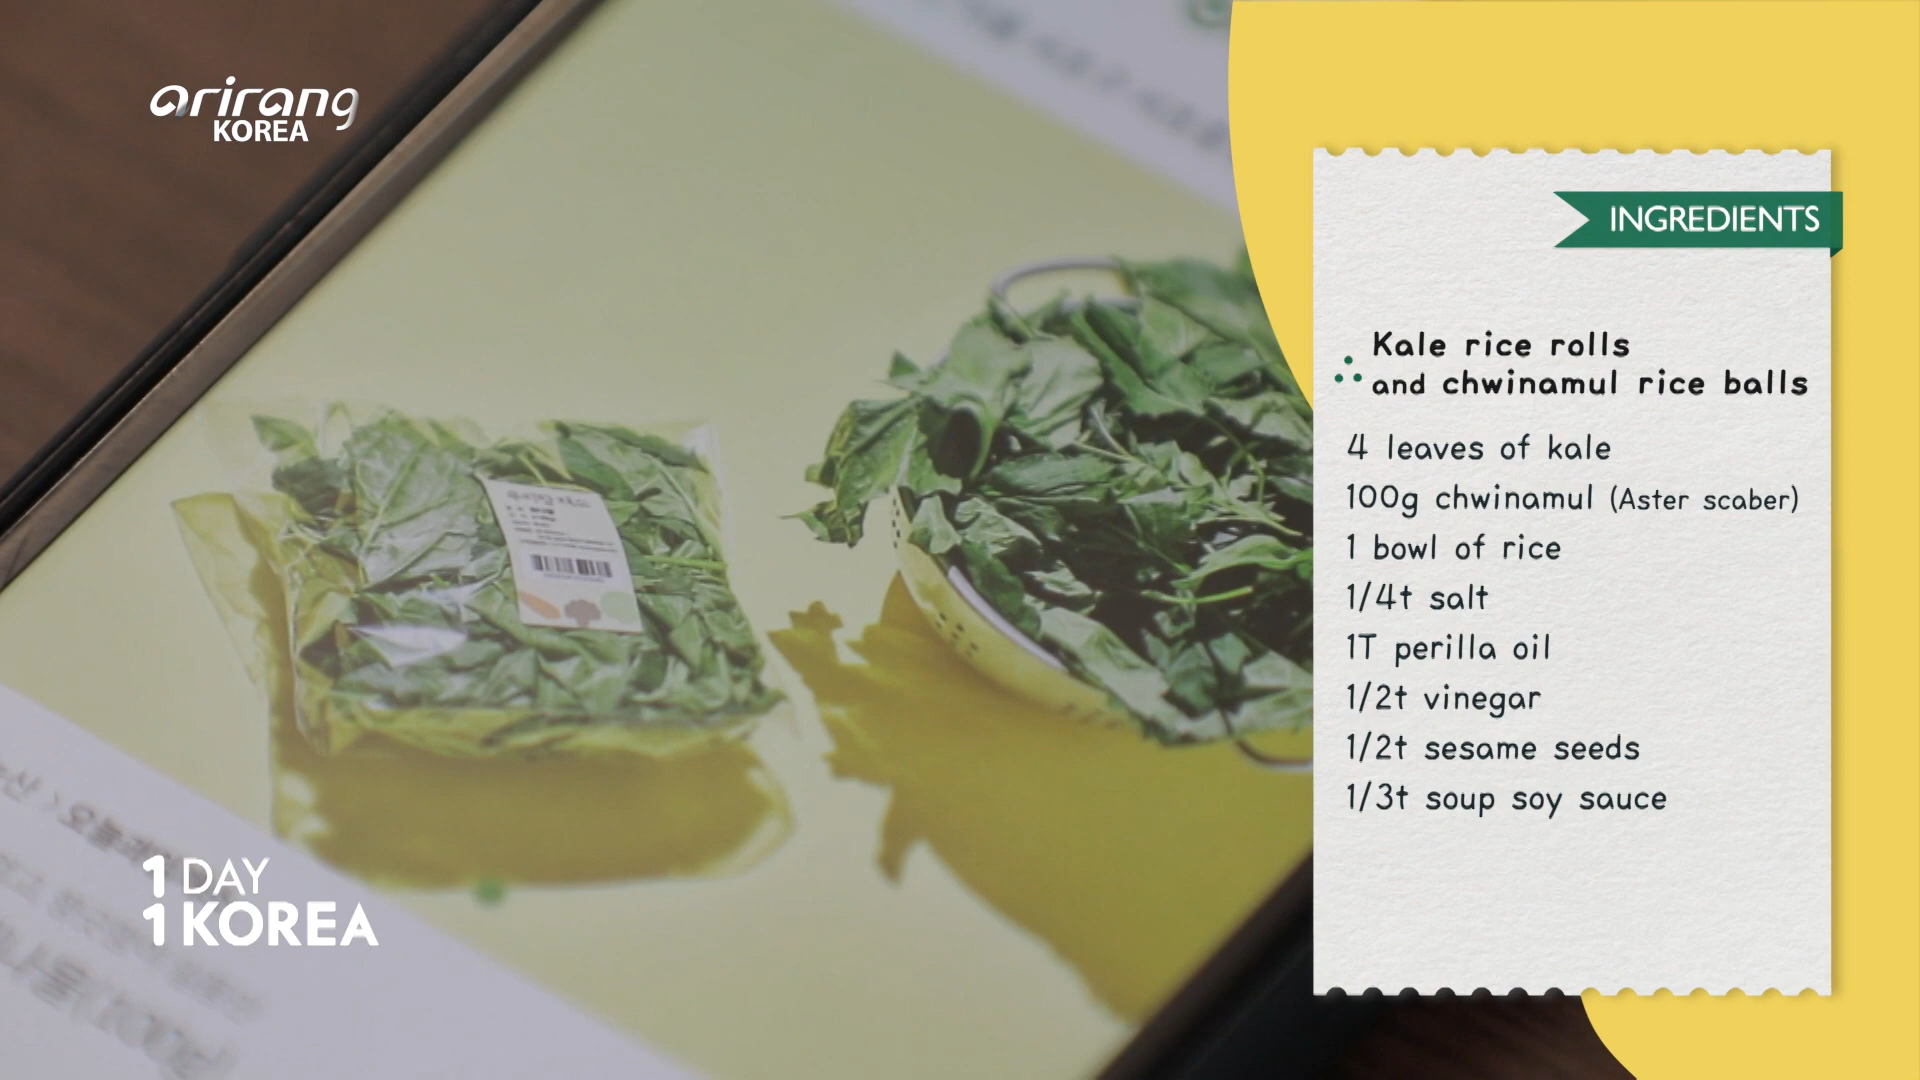 arirang
KOREA
INGREDIENTS
Kale rice rolls
and chwinamul rice balls
4 leaves of kale
100g chwinamul (Aster scaber)
1 bowl of rice
1/4t salt
1T perilla oil
1/2t vinegar
1/2t sesame seeds
1/3t soup soy sauce
1 DAY
1 KOREA